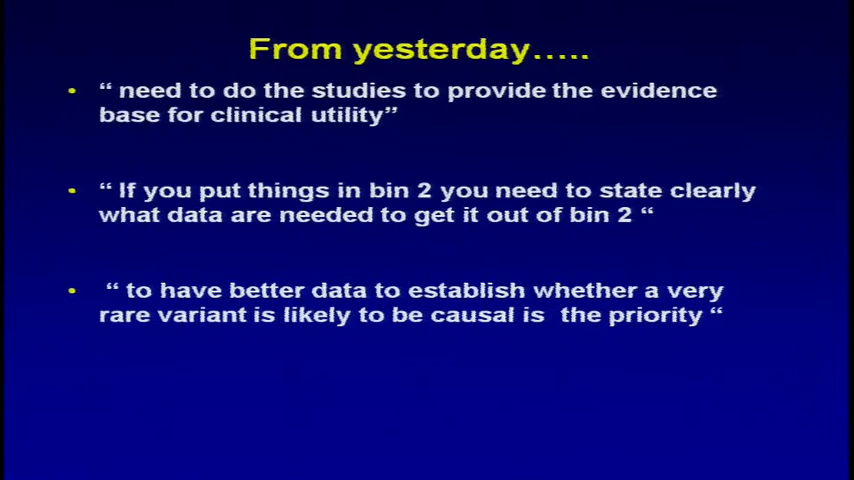 From yesterday.....
• “ need to do the studies to provide the evidence
base for clinical utility”
• “ If you put things in bin 2 you need to state clearly
what data are needed to get it out of bin 2 “
• “ to have better data to establish whether a very
rare variant is likely to be causal is the priority “